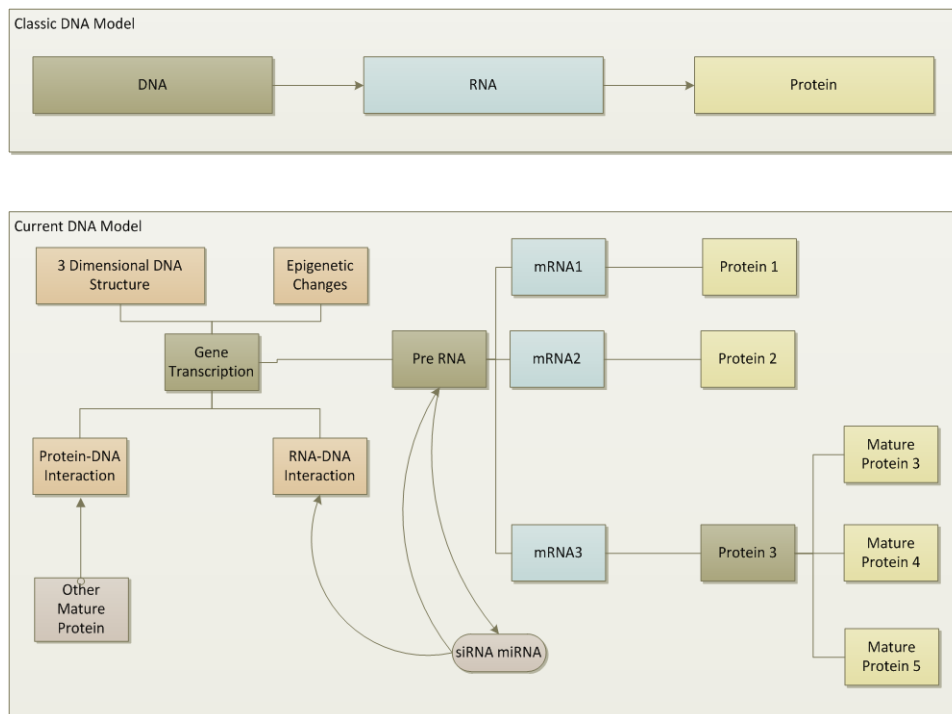 Classic DNA Model
DNA
RNA
Protein
Current DNA Model
3 Dimensional DNA
Structure
Epigenetic
Changes
mRNA1
Protein 1
Gene
Transcription
Pre RNA
mRNA2
Protein 2
Protein-DNA
Interaction
RNA-DNA
Interaction
Mature
Protein 3
mRNA3
Protein 3
Mature
Protein 4
Other
Mature
Protein
siRNA miRNA
Mature
Protein 5